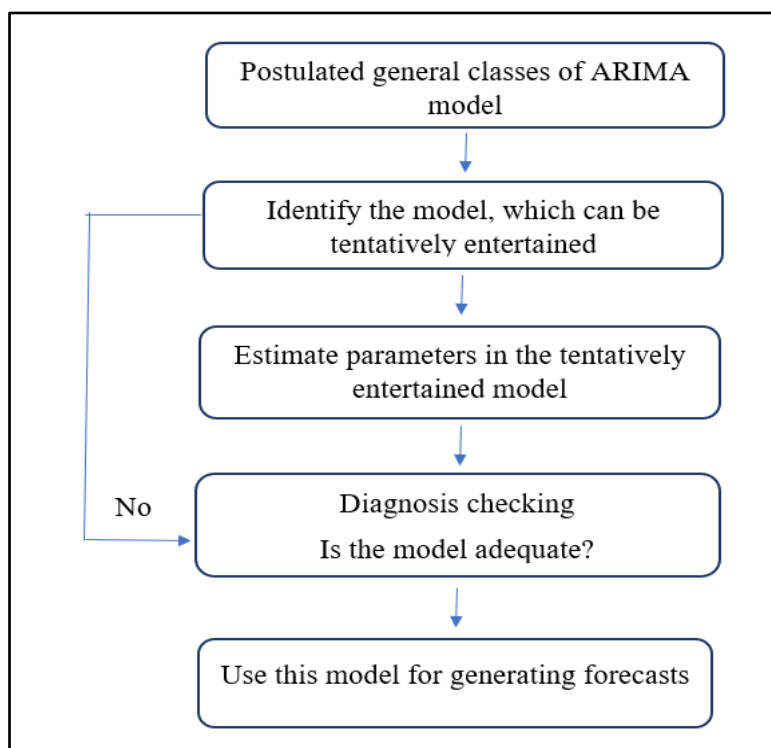 Postulated general classes of ARIMA
model
Identify the model, which can be
tentatively entertained
Estimate parameters in the tentatively
entertained model
No
Diagnosis checking
Is the model adequate?
Use this model for generating forecasts